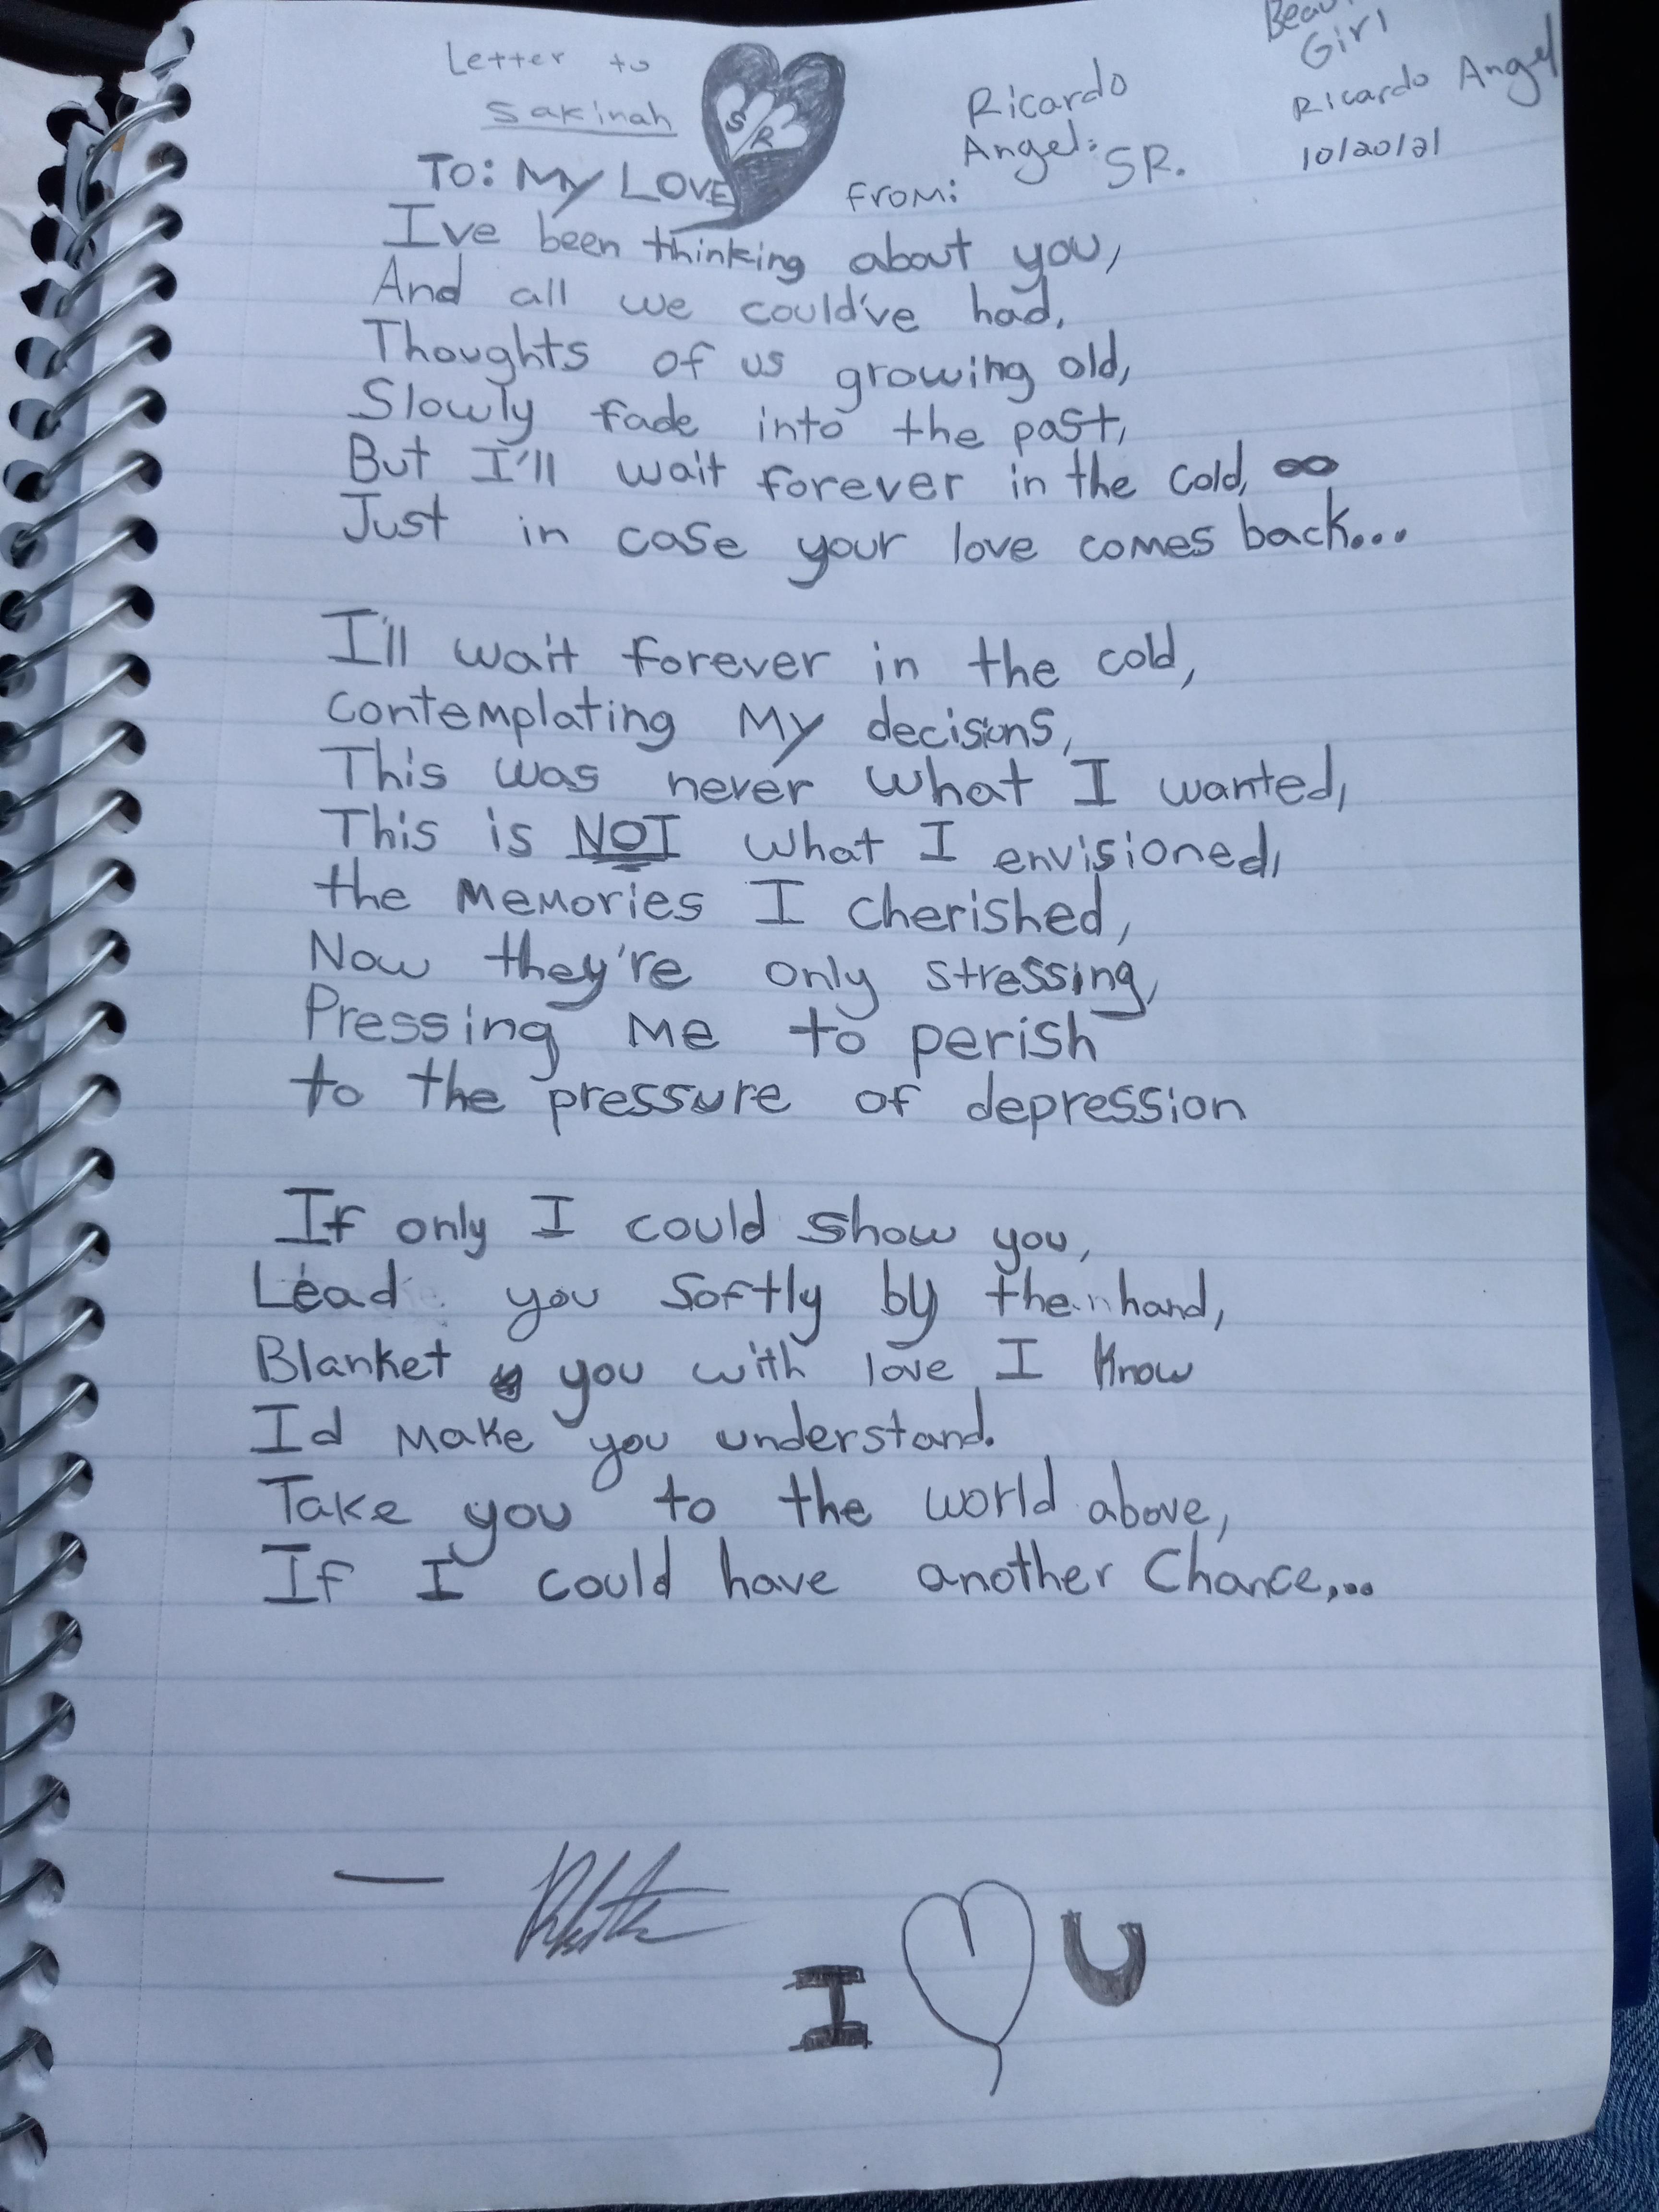 Letter to
Sakinah
S/R
Ricardo
Angel: SR.
Girl
Ricardo Angel
10/20/21
TO: MY LOVE FROM:
Ive been thinking about you,
And all we could've had,
Thoughts of us growing old,
Slowly fade into the past,
But I'll wait forever in the cold, ∞
Just in case your love comes back...
I'll wait forever in the cold,
contemplating My decisions,
This was never what I wanted,
This is NOT what I envisioned,
the Memories I cherished,
Now they're only stressing,
Pressing Me to perish
to the pressure of depression
If only I could show you,
Lead you softly by the hand,
Blanket you with love, I know
Id make you understand.
Take you to the world above,
If I could have another Chance,...
I ♡ U